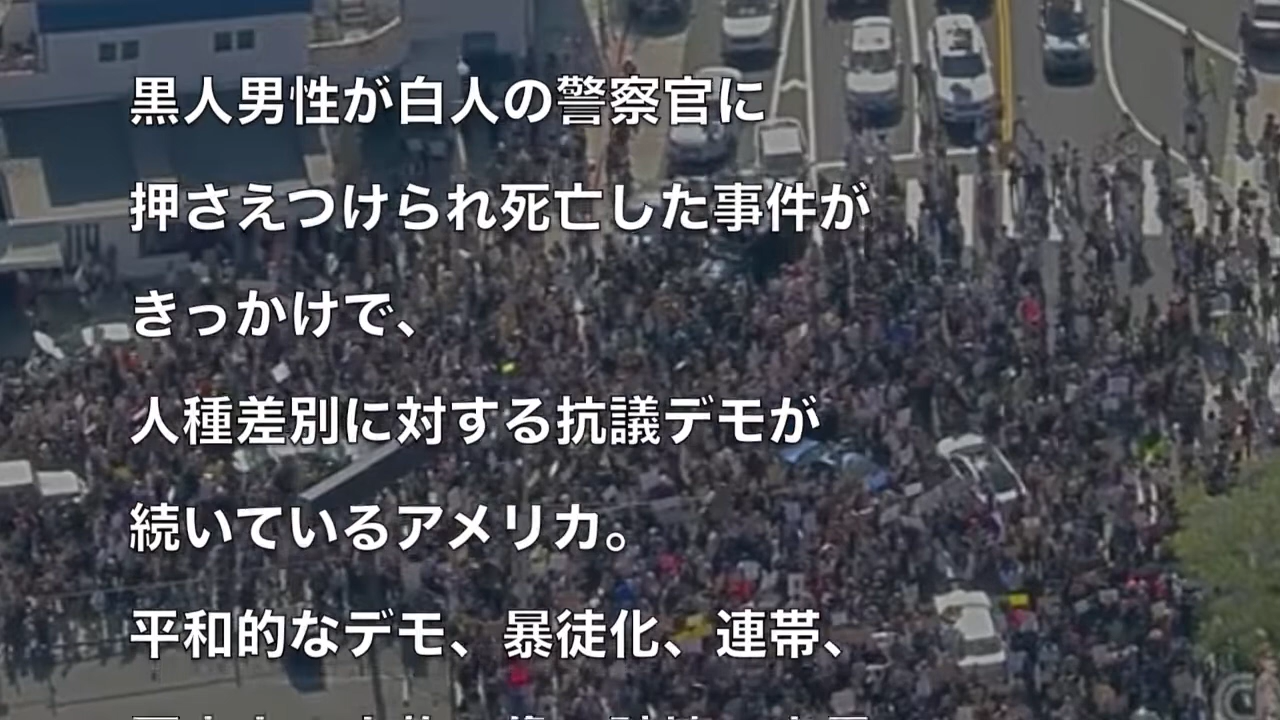 黒人男性が白人の警察官に
押さえつけられ死亡した事件が
きっかけで、
人種差別に対する抗議デモが
続いているアメリカ。
平和的なデモ、暴徒化、連帯、